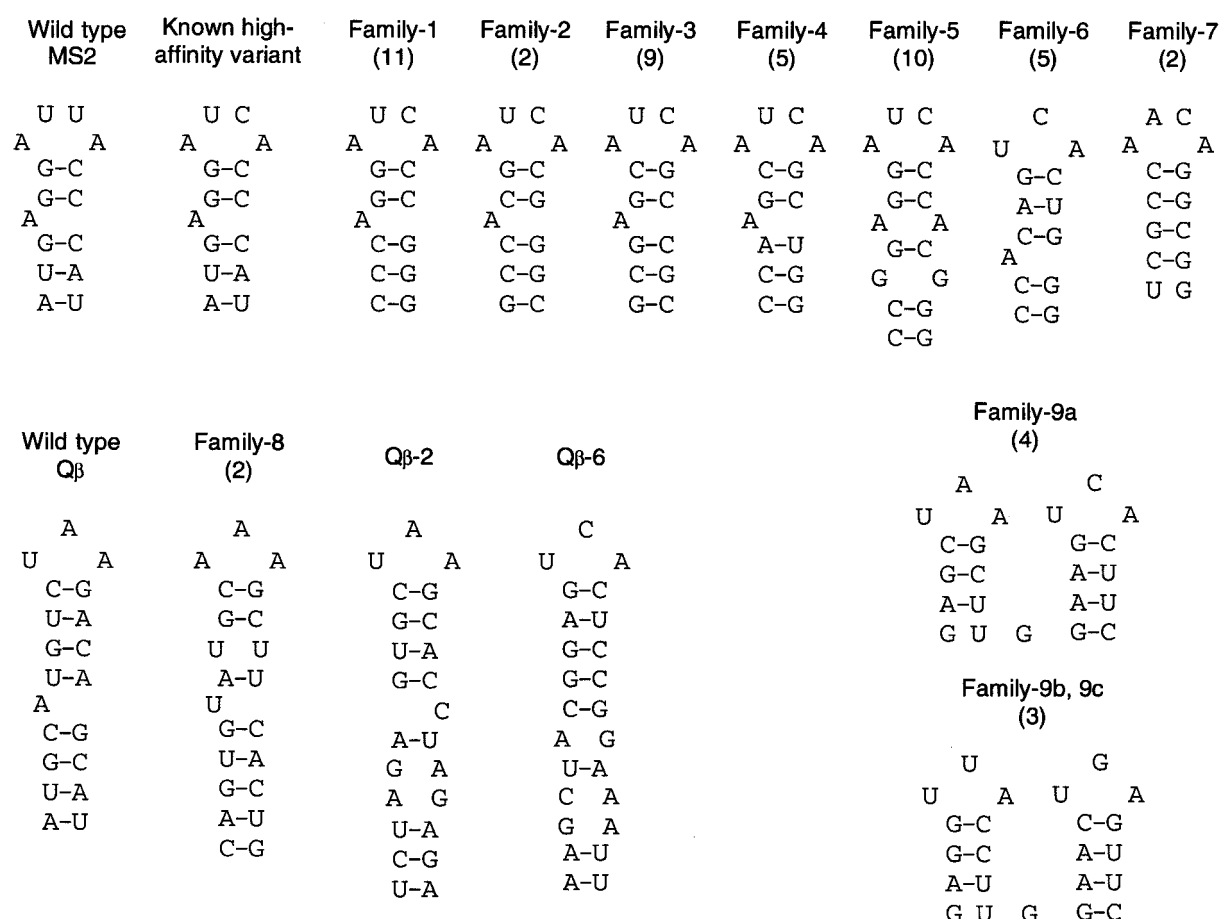 Wild type Known high- Family-1 Family-2 Family-3 Family-4 Family-5 Family-6 Family-7
MS2 affinity variant (11) (2) (9) (5) (10) (5) (2)
U U U C U C U C U C U C U C C A C
A A A A A A A A A A A A A A U A A A
G-C G-C G-C G-C C-G C-G G-C G-C C-G
G-C G-C G-C C-G G-C G-C G-C A-U C-G
A A A A A A A A C-G G-C
G-C G-C C-G C-G G-C A-U G-C A C-G
U-A U-A C-G C-G C-G C-G G G C-G U G
A-U A-U C-G G-C G-C C-G C-G C-G
C-G
Family-9a
(4)
Wild type Family-8 Qβ-2 Qβ-6
Qβ (2)
A C
U A U A
C-G G-C
G-C A-U
A-U A-U
G U G G-C
A A A C
U A A A U A U A
C-G C-G C-G G-C
U-A G-C G-C A-U
G-C U U U-A G-C
U-A A-U G-C G-C
A U C C-G
C-G G-C A-U A G
G-C U-A G A U-A
U-A G-C A G C A
A-U A-U U-A G A
C-G C-G A-U
U-A A-U
Family-9b, 9c
(3)
U G
U A U A
G-C C-G
G-C A-U
A-U A-U
G U G G-C